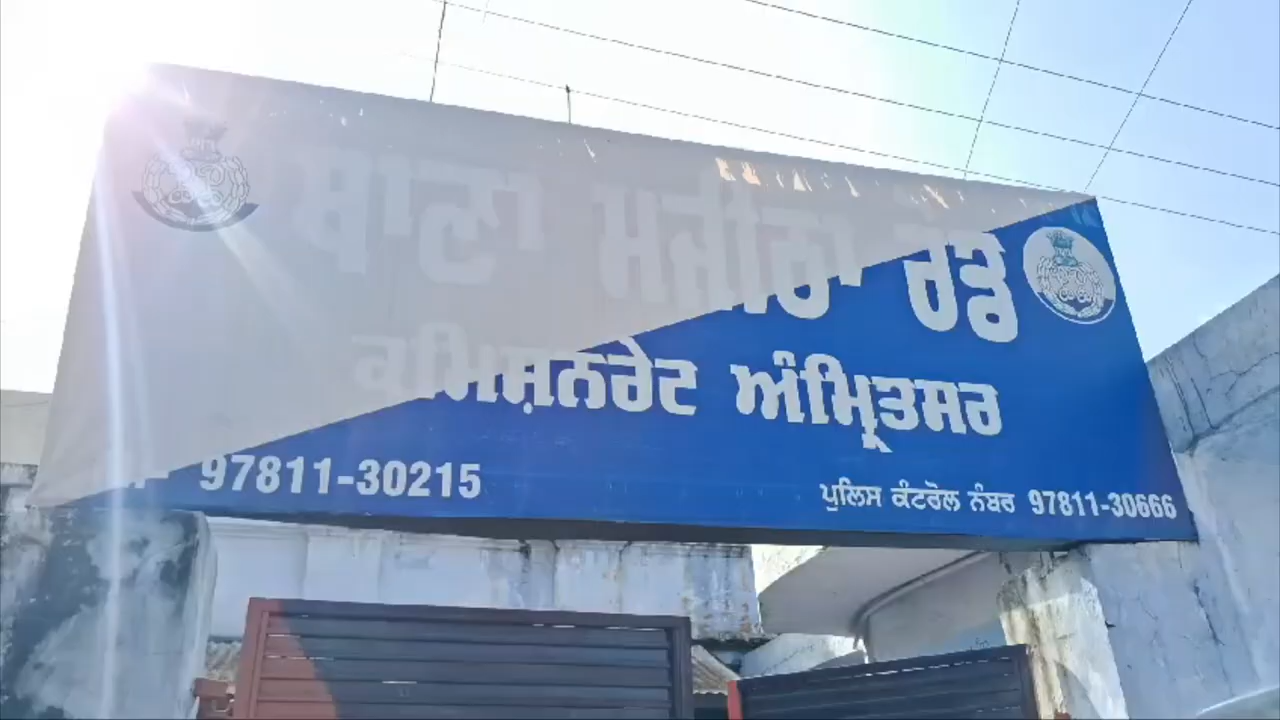 ਥਾਣਾ ਮਜੀਠਾ ਰੋਡ
ਕਮਿਸ਼ਨਰੇਟ ਅੰਮ੍ਰਿਤਸਰ
97811-30215
ਪੁਲਿਸ ਕੰਟਰੋਲ ਨੰਬਰ 97811-30666